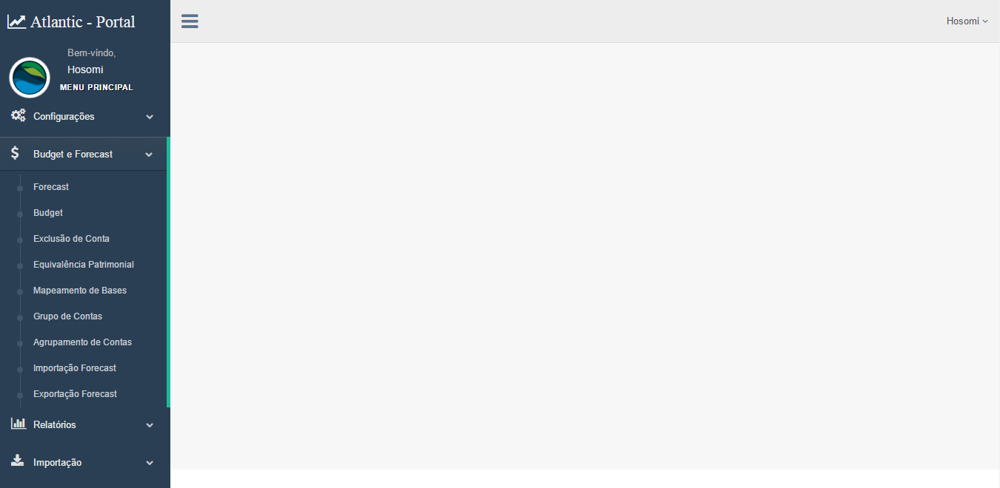 Atlantic - Portal
Hosomi
Bem-vindo,
Hosomi
MENU PRINCIPAL
Configurações
Budget e Forecast
Forecast
Budget
Exclusão de Conta
Equivalência Patrimonial
Mapeamento de Bases
Grupo de Contas
Agrupamento de Contas
Importação Forecast
Exportação Forecast
Relatórios
Importação